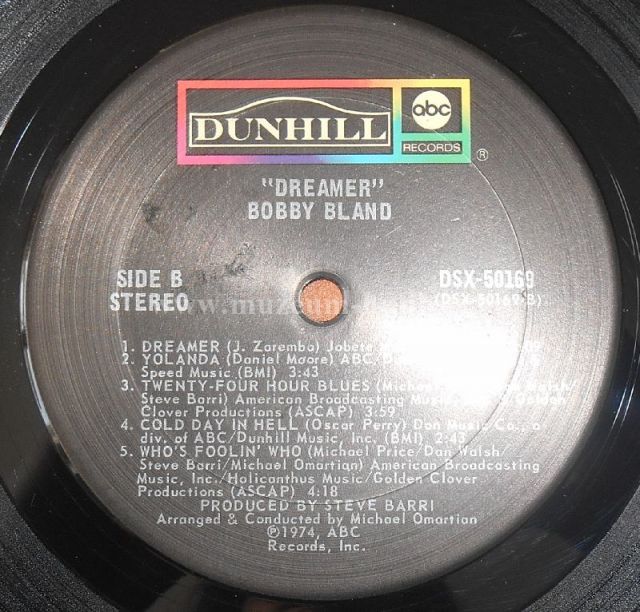 DUNHILL
abc
RECORDS
®
"DREAMER"
BOBBY BLAND
SIDE B
STEREO
DSX-50169
(DSX-50169-B)
1. DREAMER (J. Zaremba) Jobete
2. YOLANDA (Daniel Moore) ABC/
Speed Music (BMI) 3:43
3. TWENTY-FOUR HOUR BLUES (Michael Walsh/
Steve Barri) American Broadcasting Music, Golden
Clover Productions (ASCAP) 3:59
4. COLD DAY IN HELL (Oscar Perry) Don Music Co., a
div. of ABC/Dunhill Music, Inc. (BMI) 2:43
5. WHO'S FOOLIN' WHO (Michael Price/Dan Walsh/
Steve Barri/Michael Omartian) American Broadcasting
Music, Inc./Holicanthus Music/Golden Clover
Productions (ASCAP) 4:18
PRODUCED BY STEVE BARRI
Arranged & Conducted by Michael Omartian
℗1974, ABC
Records, Inc.